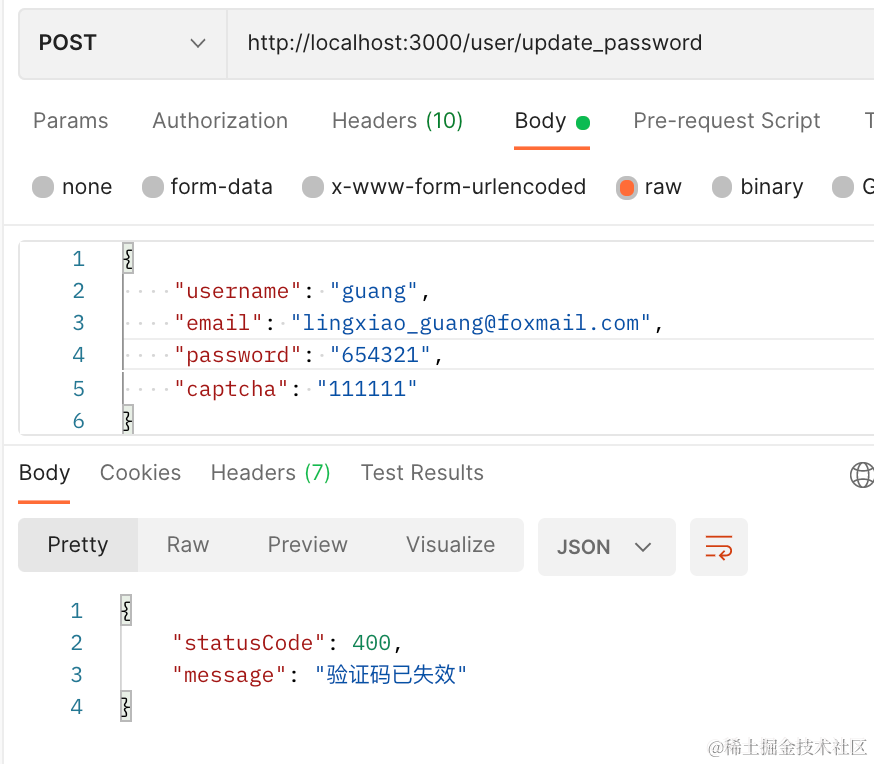 POST http://localhost:3000/user/update_password
Params Authorization Headers (10) Body Pre-request Script T
none form-data x-www-form-urlencoded raw binary G
1 {
2 "username": "guang",
3 "email": "lingxiao_guang@foxmail.com",
4 "password": "654321",
5 "captcha": "111111"
6 }
Body Cookies Headers (7) Test Results
Pretty Raw Preview Visualize JSON
1 {
2 "statusCode": 400,
3 "message": "验证码已失效"
4 }
@稀土掘金技术社区